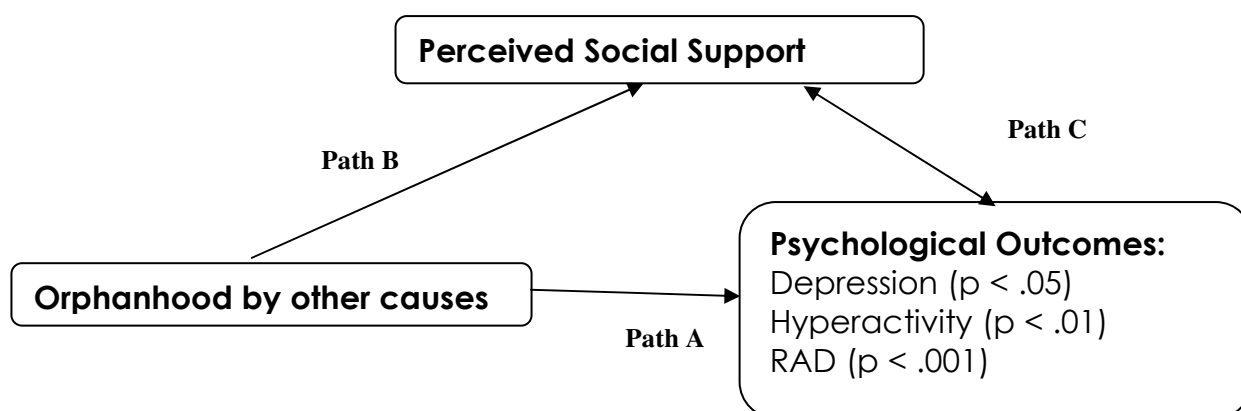 Perceived Social Support
Path C
Path B
Psychological Outcomes:
Depression (p < .05)
Hyperactivity (p < .01)
RAD (p < .001)
Orphanhood by other causes
Path A